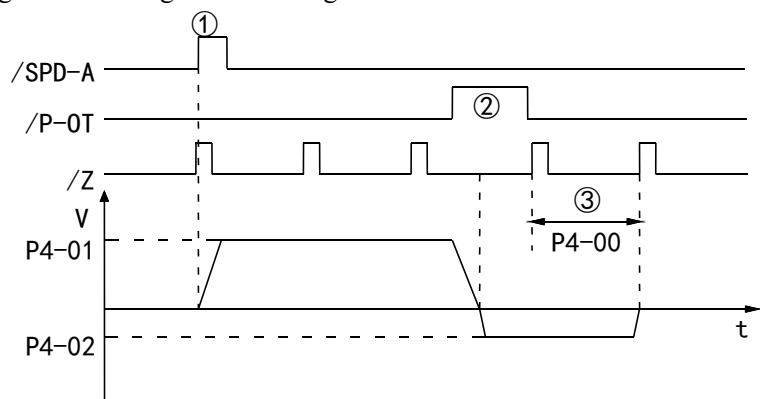 ①
/SPD-A
/P-OT
②
/Z
③
V
P4-01
P4-00
t
P4-02